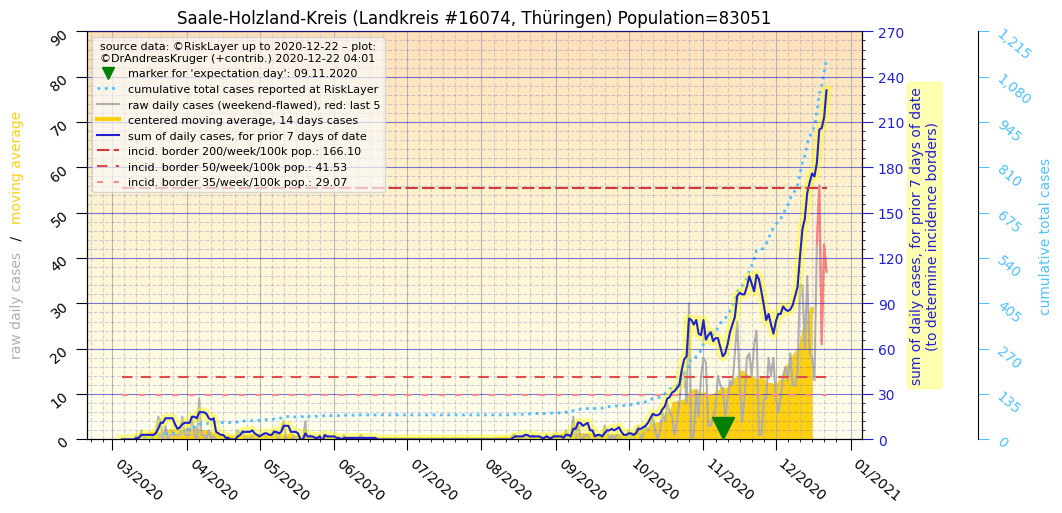 Saale-Holzland-Kreis (Landkreis #16074, Thüringen) Population=83051
source data: ©RiskLayer up to 2020-12-22 – plot:
©DrAndreasKruger (+contrib.) 2020-12-22 04:01
marker for 'expectation day': 09.11.2020
cumulative total cases reported at RiskLayer
raw daily cases (weekend-flawed), red: last 5
centered moving average, 14 days cases
sum of daily cases, for prior 7 days of date
incid. border 200/week/100k pop.: 166.10
incid. border 50/week/100k pop.: 41.53
incid. border 35/week/100k pop.: 29.07
raw daily cases / moving average
90
80
70
60
50
40
30
20
10
0
03/2020
04/2020
05/2020
06/2020
07/2020
08/2020
09/2020
10/2020
11/2020
12/2020
01/2021
270
240
210
180
150
120
90
60
30
0
sum of daily cases, for prior 7 days of date
(to determine incidence borders)
1,215
1,080
945
810
675
540
405
270
135
0
cumulative total cases